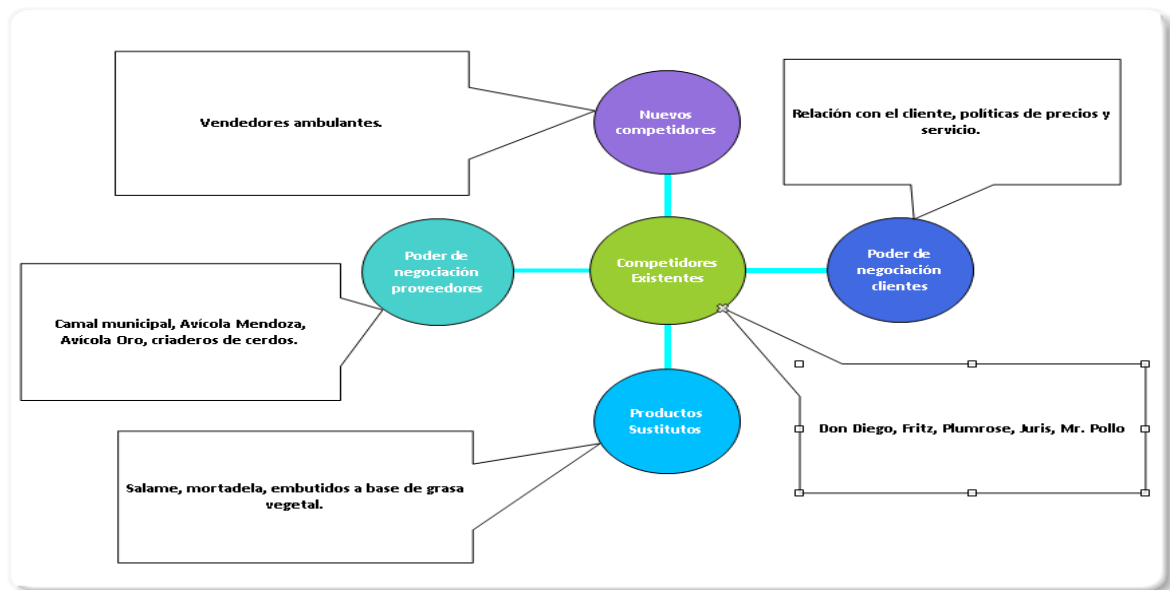 Vendedores ambulantes.
Nuevos
competidores
Relación con el cliente, políticas de precios y
servicio.
Poder de
negociación
proveedores
Competidores
Existentes
Poder de
negociación
clientes
Camal municipal, Avícola Mendoza,
Avícola Oro, criaderos de cerdos.
Productos
Sustitutos
Don Diego, Fritz, Plumrose, Juris, Mr. Pollo
Salame, mortadela, embutidos a base de grasa
vegetal.